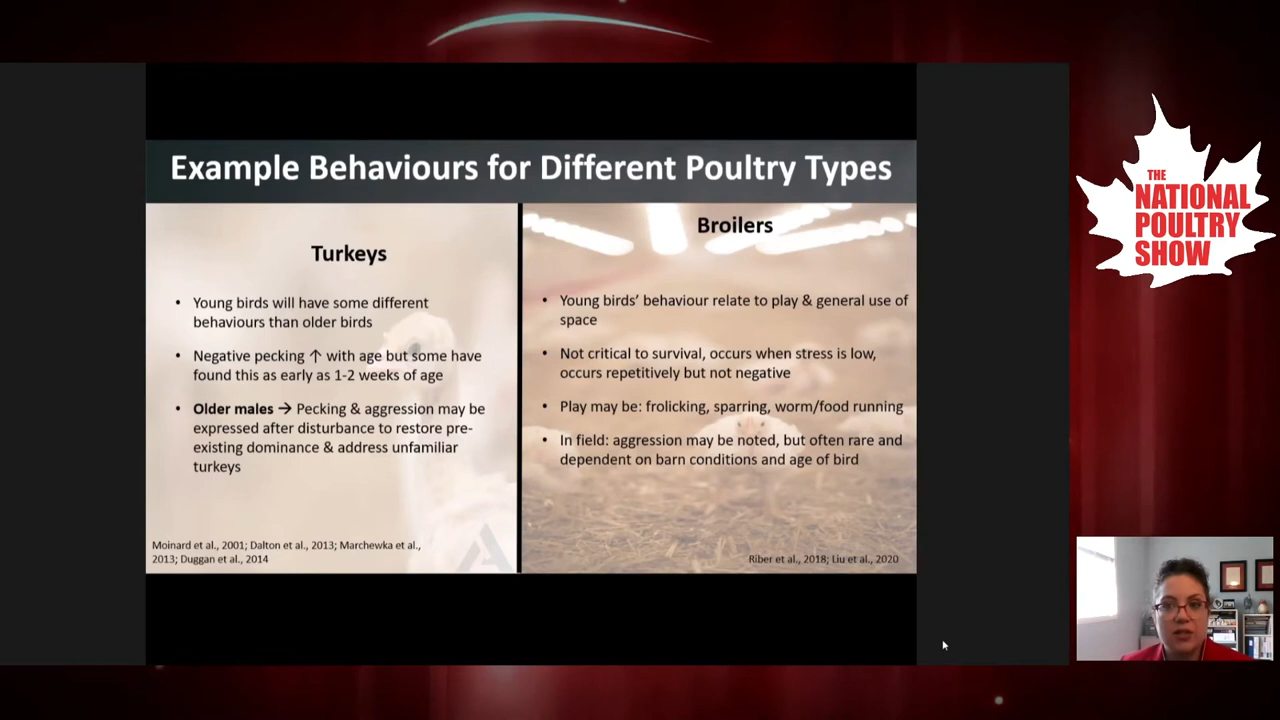 Example Behaviours for Different Poultry Types
Turkeys
• Young birds will have some different
behaviours than older birds
• Negative pecking ↑ with age but some have
found this as early as 1-2 weeks of age
• Older males → Pecking & aggression may be
expressed after disturbance to restore pre-
existing dominance & address unfamiliar
turkeys
Moinard et al., 2001; Dalton et al., 2013; Marchewka et al.,
2013; Duggan et al., 2014
Broilers
• Young birds’ behaviour relate to play & general use of
space
• Not critical to survival, occurs when stress is low,
occurs repetitively but not negative
• Play may be: frolicking, sparring, worm/food running
• In field: aggression may be noted, but often rare and
dependent on barn conditions and age of bird
Riber et al., 2018; Liu et al., 2020
THE
NATIONAL
POULTRY
SHOW